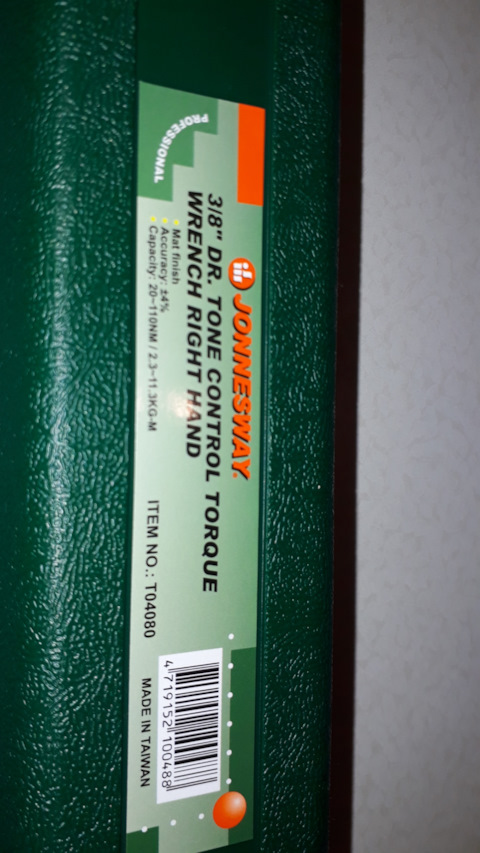 PROFESSIONAL
JONNESWAY
3/8" DR. TONE CONTROL TORQUE
WRENCH RIGHT HAND
Mat finish
Accuracy: ±4%
Capacity: 20~110NM / 2.3~11.3KG-M
ITEM NO.: T04080
4 719152 100488
MADE IN TAIWAN